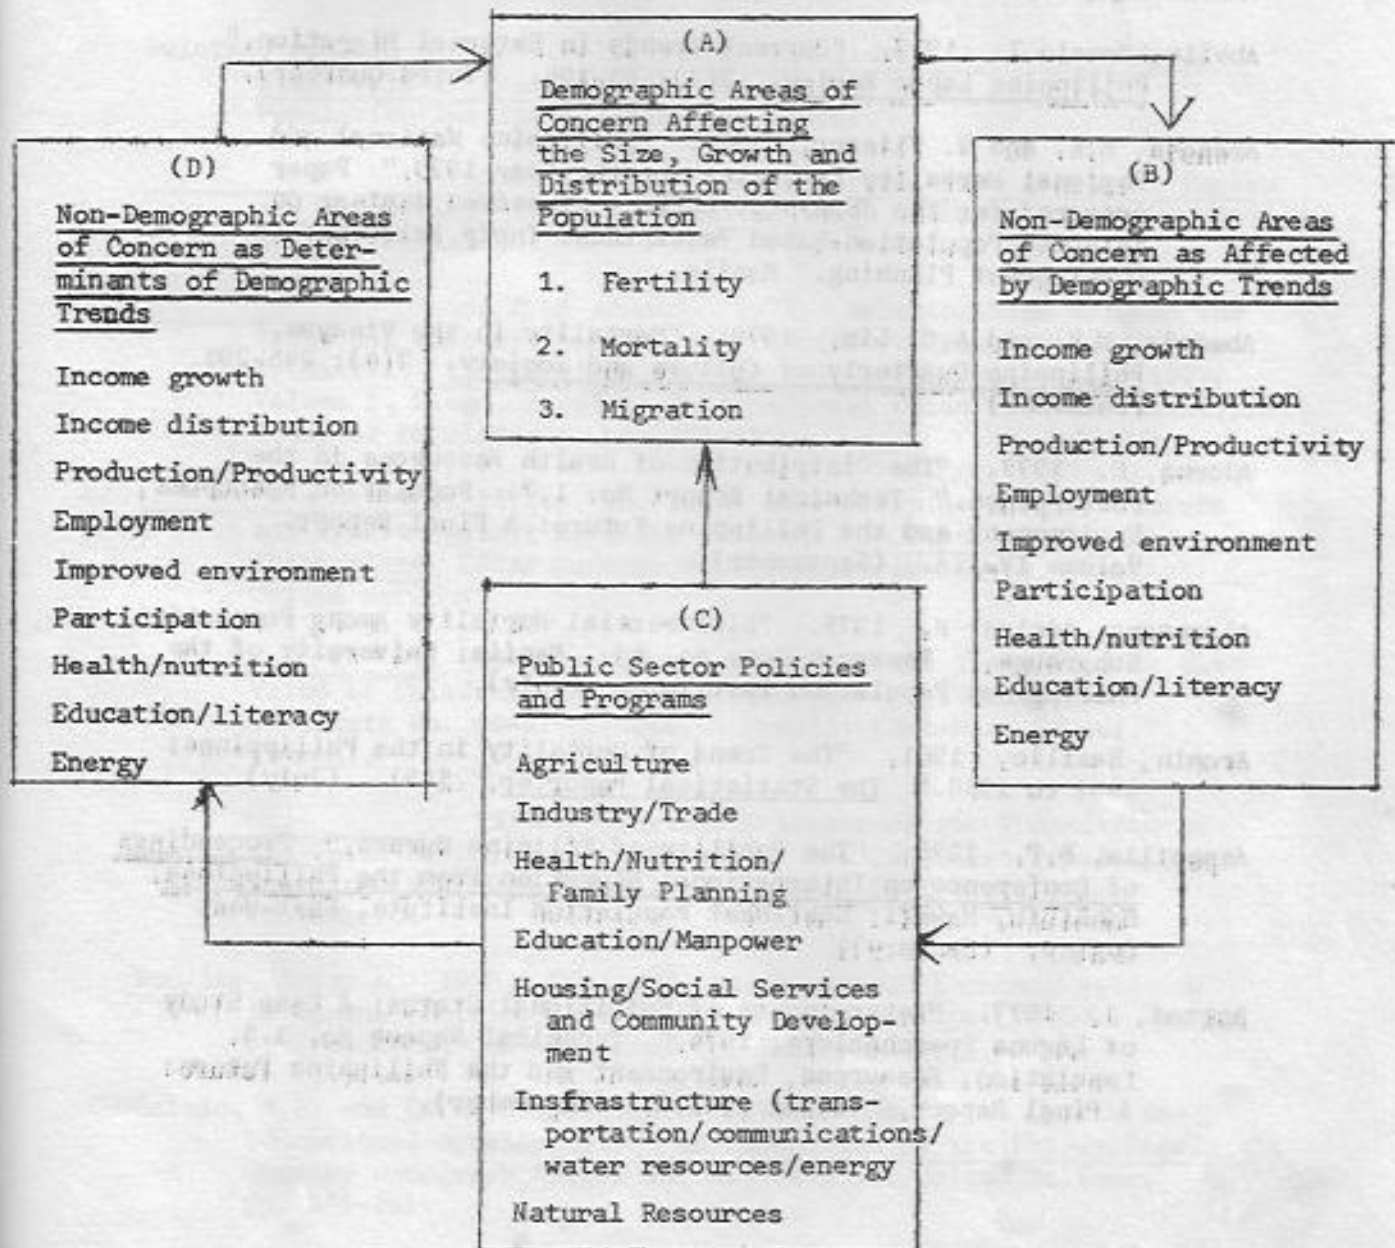 (A)
Demographic Areas of
Concern Affecting
the Size, Growth and
Distribution of the
Population
1. Fertility
2. Mortality
3. Migration
(D)
Non-Demographic Areas
of Concern as Deter-
minants of Demographic
Trends
Income growth
Income distribution
Production/Productivity
Employment
Improved environment
Participation
Health/nutrition
Education/literacy
Energy
(B)
Non-Demographic Areas
of Concern as Affected
by Demographic Trends
Income growth
Income distribution
Production/Productivity
Employment
Improved environment
Participation
Health/nutrition
Education/literacy
Energy
(C)
Public Sector Policies
and Programs
Agriculture
Industry/Trade
Health/Nutrition/
Family Planning
Education/Manpower
Housing/Social Services
and Community Develop-
ment
Insfrastructure (trans-
portation/communications/
water resources/energy
Natural Resources